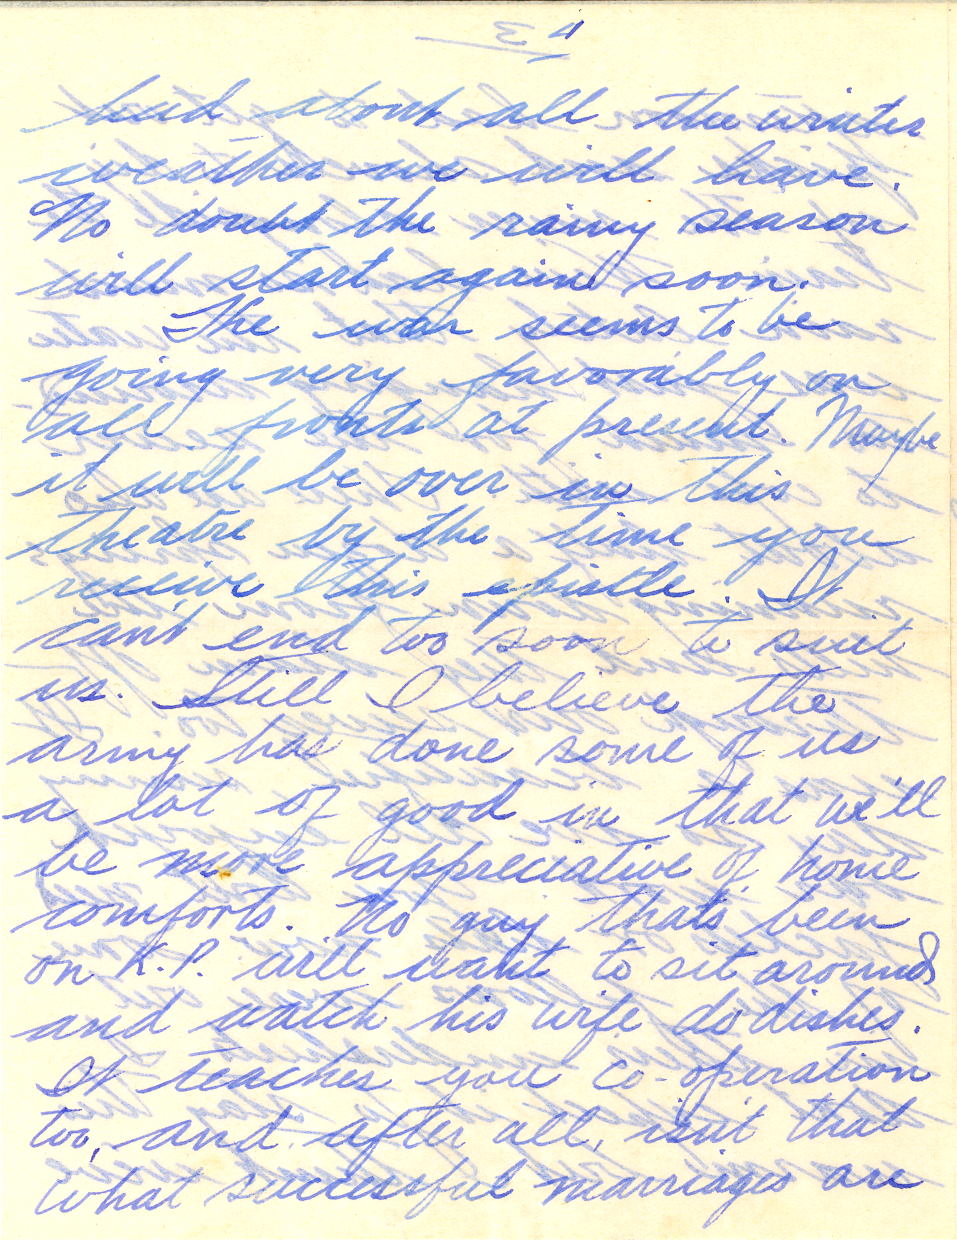 4
had about all the winter
weather we will have.
No doubt the rainy season
will start again soon.
The war seems to be
going very favorably on
all fronts at present. Maybe
it will be over in this
theatre by the time you
receive this epistle. It
can't end too soon to suit
us. Still I believe the
army has done some of us
a lot of good in that we'll
be more appreciative of home
comforts. No guy that's been
on K.P. will want to sit around
and watch his wife do dishes.
It teaches you co-operation
too, and after all, isn't that
what successful marriages are